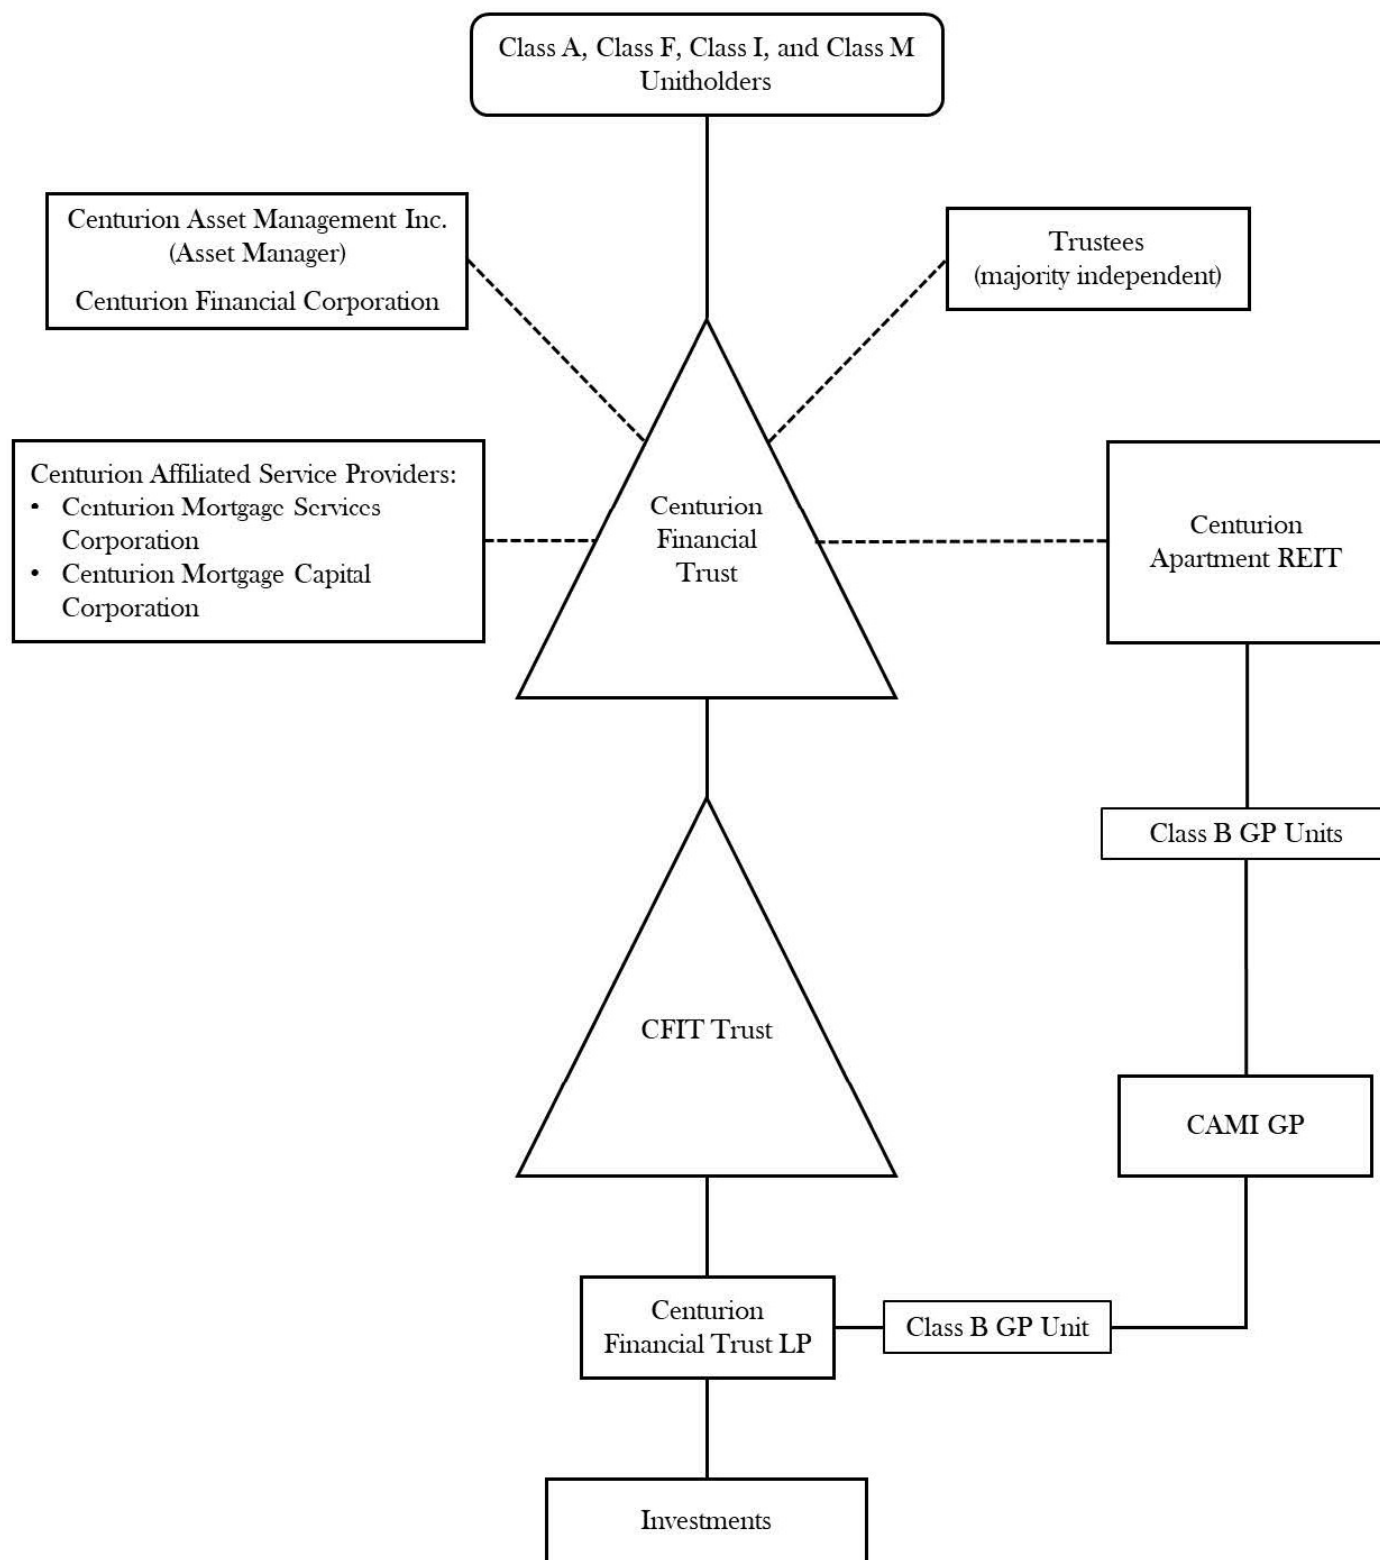 Class A, Class F, Class I, and Class M
Unitholders
Centurion Asset Management Inc.
(Asset Manager)
Centurion Financial Corporation
Trustees
(majority independent)
Centurion Affiliated Service Providers:
• Centurion Mortgage Services
Corporation
• Centurion Mortgage Capital
Corporation
Centurion
Financial
Trust
Centurion
Apartment REIT
Class B GP Units
CFIT Trust
CAMI GP
Centurion
Financial Trust LP
Class B GP Unit
Investments